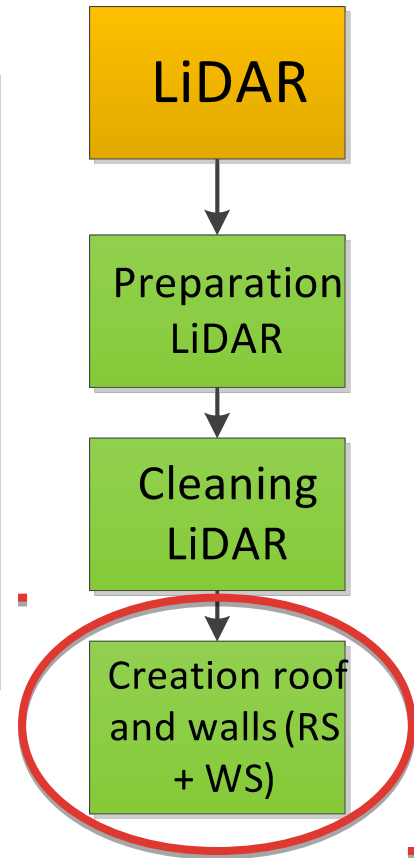 LiDAR
Preparation
LiDAR
Cleaning
LiDAR
Creation roof
and walls (RS
+ WS)